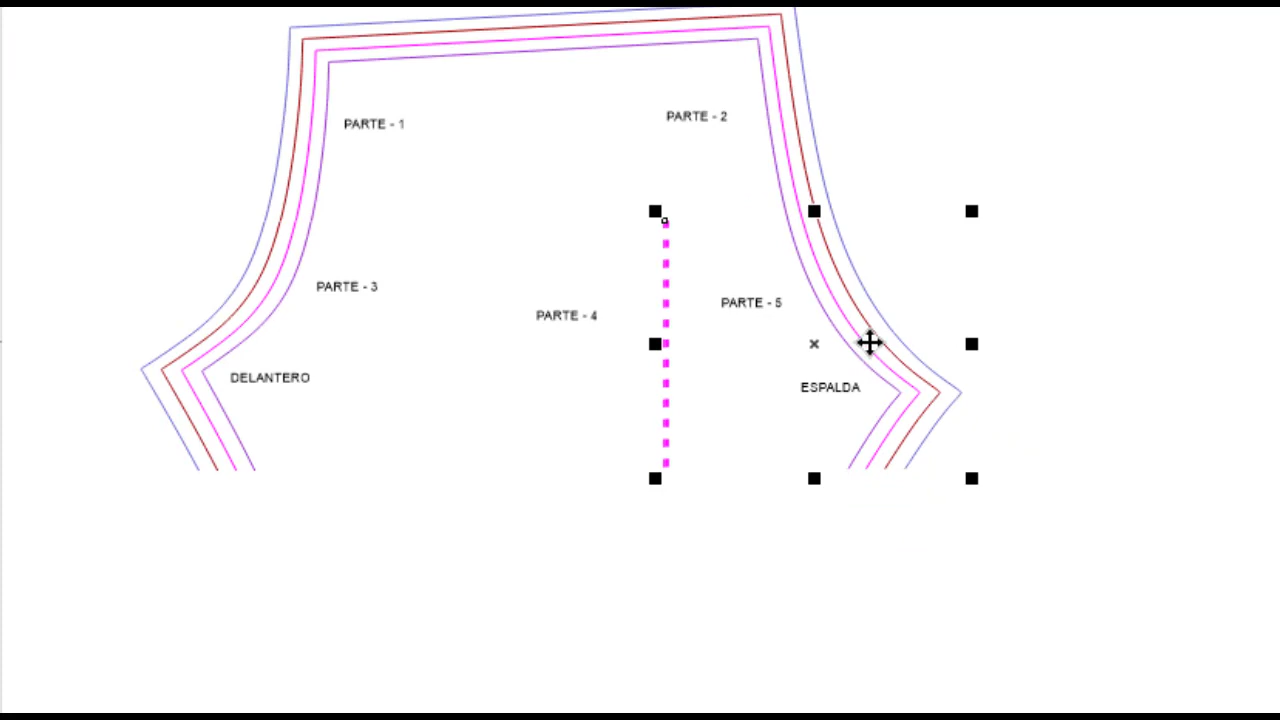 PARTE - 1
PARTE - 2
PARTE - 3
PARTE - 4
PARTE - 5
DELANTERO
ESPALDA